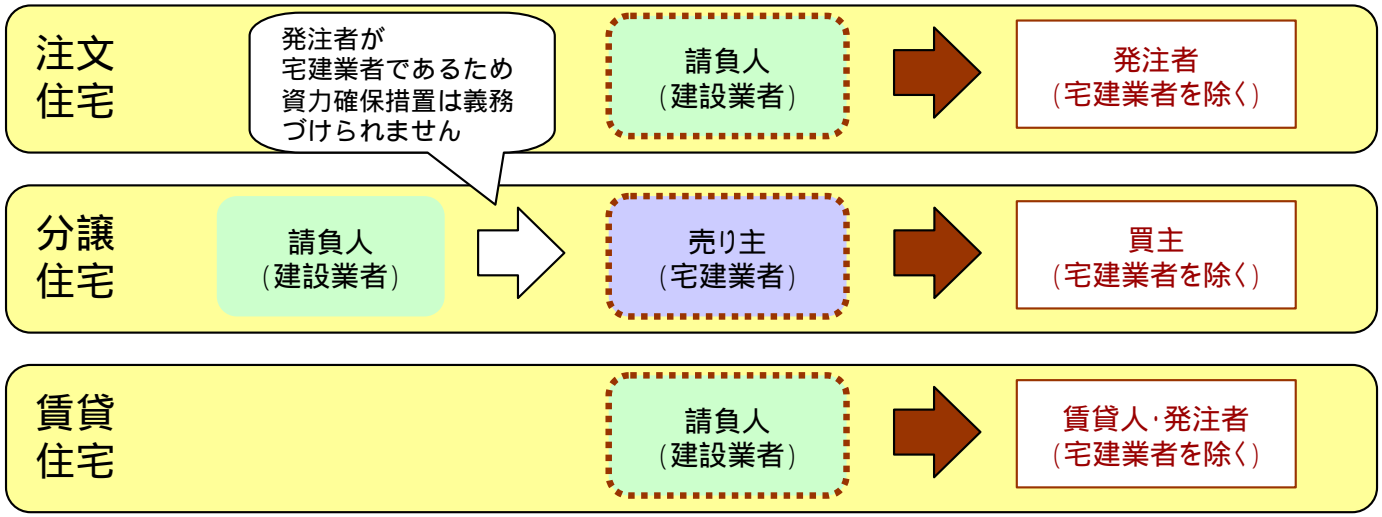 注文
住宅
発注者が
宅建業者であるため
資力確保措置は義務
づけられません
請負人
(建設業者)
発注者
(宅建業者を除く)
分譲
住宅
請負人
(建設業者)
売り主
(宅建業者)
買主
(宅建業者を除く)
賃貸
住宅
請負人
(建設業者)
賃貸人・発注者
(宅建業者を除く)